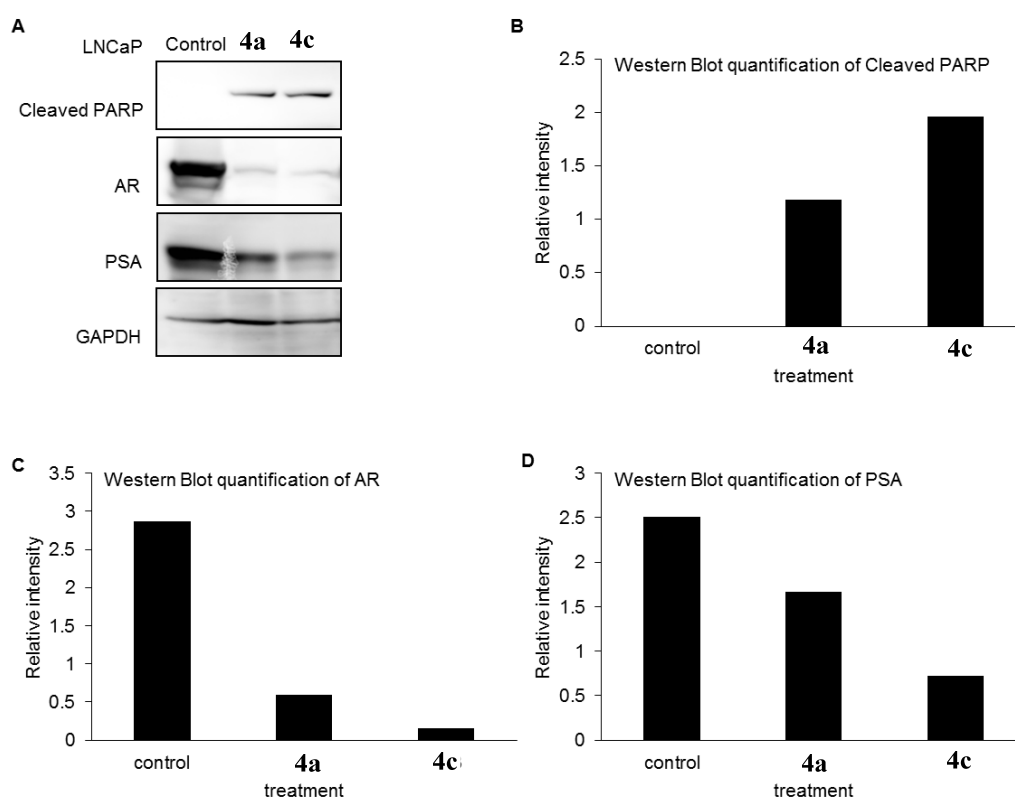 A
LNCaP Control 4a 4c
Cleaved PARP
AR
PSA
GAPDH
B
Western Blot quantification of Cleaved PARP
Relative intensity
2.5
2
1.5
1
0.5
0
control 4a 4c
treatment
C
Western Blot quantification of AR
Relative intensity
3.5
3
2.5
2
1.5
1
0.5
0
control 4a 4c
treatment
D
Western Blot quantification of PSA
Relative intensity
3
2.5
2
1.5
1
0.5
0
control 4a 4c
treatment